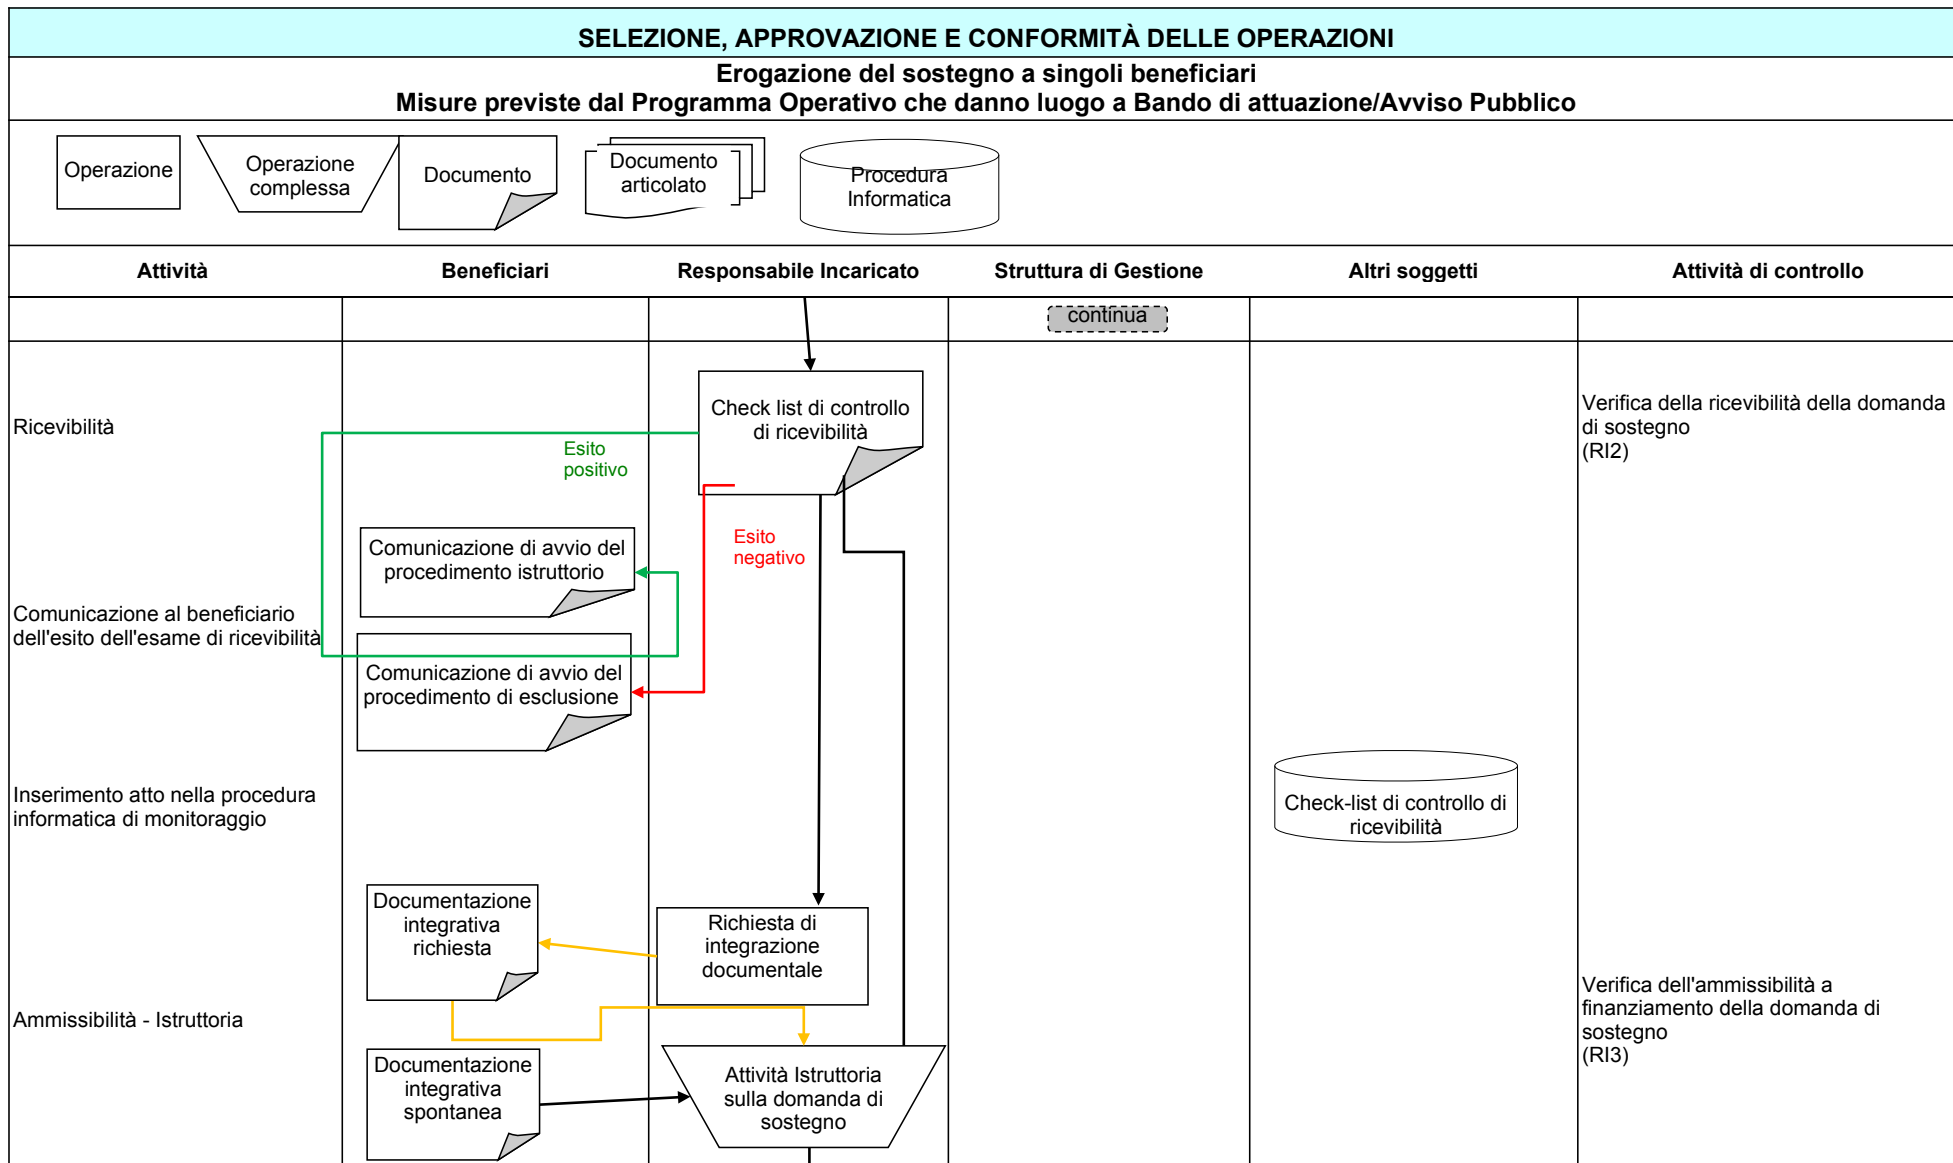 SELEZIONE, APPROVAZIONE E CONFORMITÀ DELLE OPERAZIONI
Erogazione del sostegno a singoli beneficiari
Misure previste dal Programma Operativo che danno luogo a Bando di attuazione/Avviso Pubblico
Operazione
Operazione
complessa
Documento
Documento
articolato
Procedura
Informatica
Attività
Beneficiari
Responsabile Incaricato
Struttura di Gestione
Altri soggetti
Attività di controllo
continua
Ricevibilità
Esito
positivo
Check list di controllo
di ricevibilità
Verifica della ricevibilità della domanda
di sostegno
(RI2)
Esito
negativo
Comunicazione di avvio del
procedimento istruttorio
Comunicazione al beneficiario
dell'esito dell'esame di ricevibilità
Comunicazione di avvio del
procedimento di esclusione
Inserimento atto nella procedura
informatica di monitoraggio
Check-list di controllo di
ricevibilità
Documentazione
integrativa
richiesta
Richiesta di
integrazione
documentale
Ammissibilità - Istruttoria
Verifica dell'ammissibilità a
finanziamento della domanda di
sostegno
(RI3)
Documentazione
integrativa
spontanea
Attività Istruttoria
sulla domanda di
sostegno